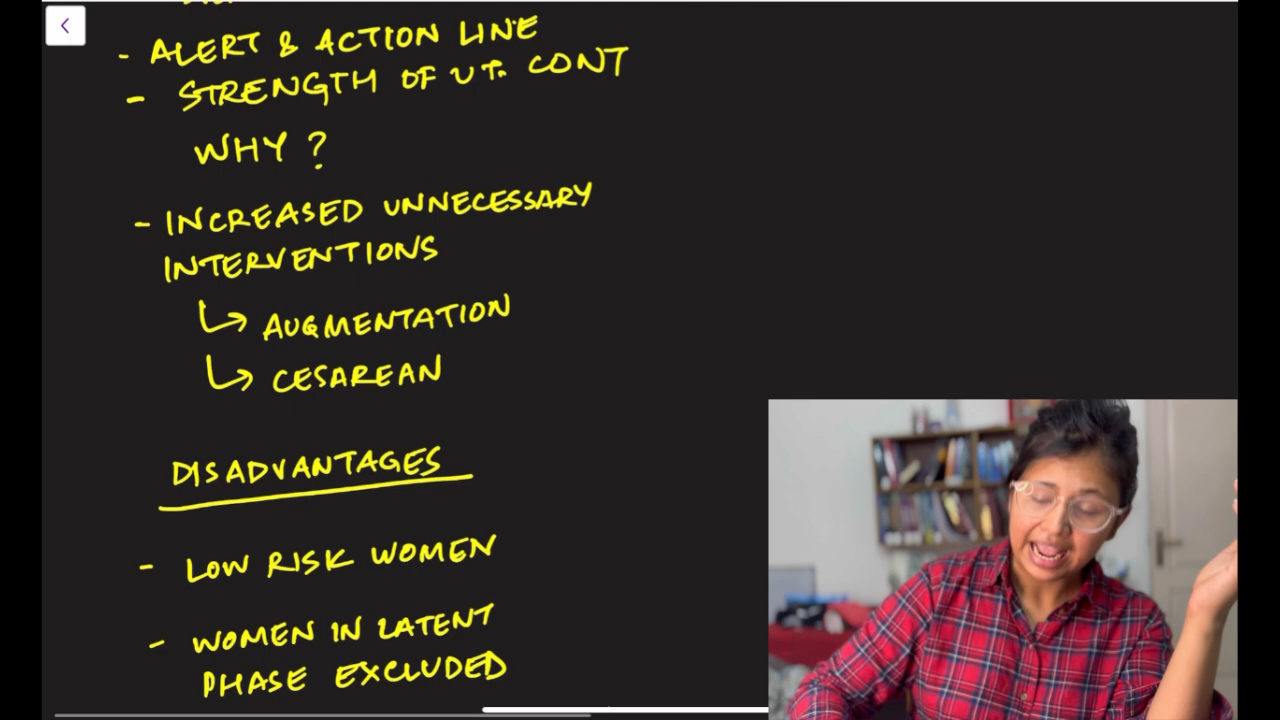 - ALERT & ACTION LINE
- STRENGTH OF UT. CONT
WHY ?
- INCREASED UNNECESSARY
INTERVENTIONS
↳ AUGMENTATION
↳ CESAREAN
DISADVANTAGES
- LOW RISK WOMEN
- WOMEN IN LATENT
PHASE EXCLUDED